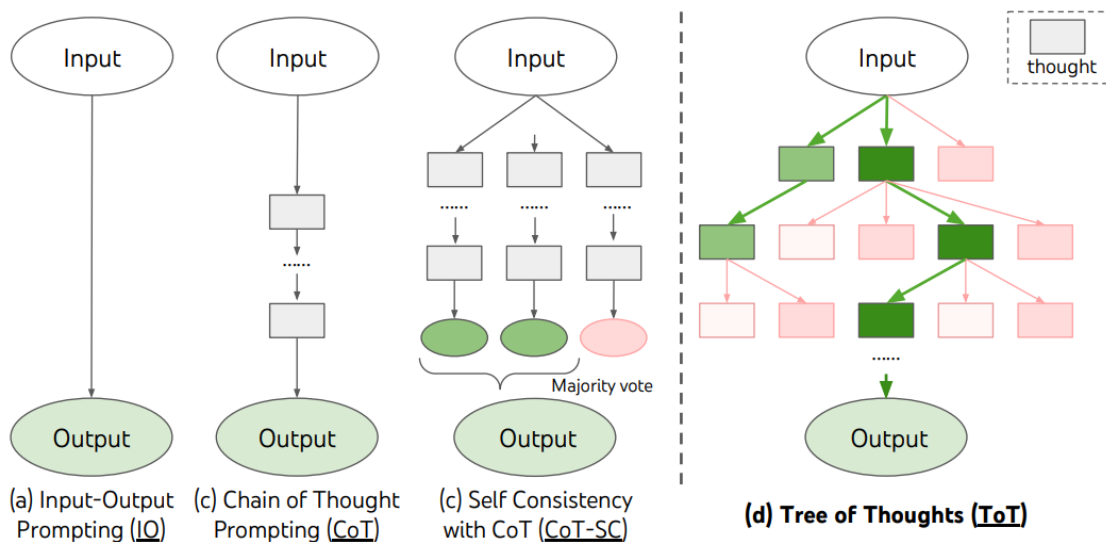 Input
Output
(a) Input-Output
Prompting (IO)
Input
......
Output
(c) Chain of Thought
Prompting (CoT)
Input
......
......
......
Majority vote
Output
(c) Self Consistency
with CoT (CoT-SC)
Input
thought
......
Output
(d) Tree of Thoughts (ToT)